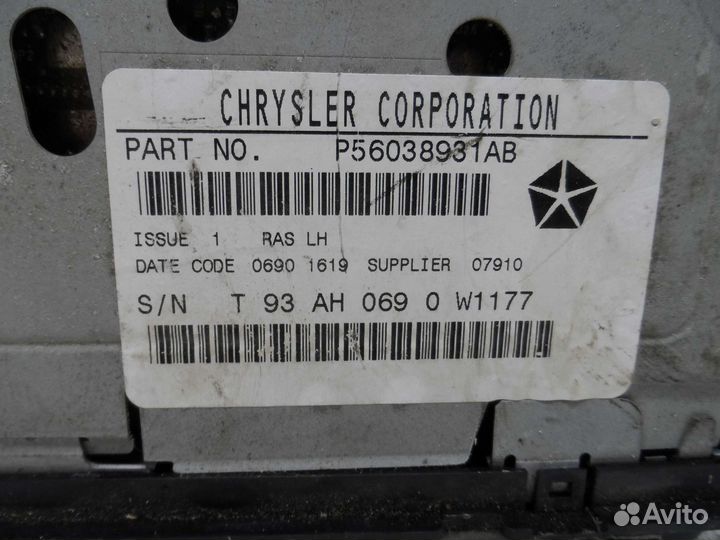 CHRYSLER CORPORATION
PART NO. P56038931AB
ISSUE 1 RAS LH
DATE CODE 0690 1619 SUPPLIER 07910
S/N T 93 AH 069 0 W1177
Avito